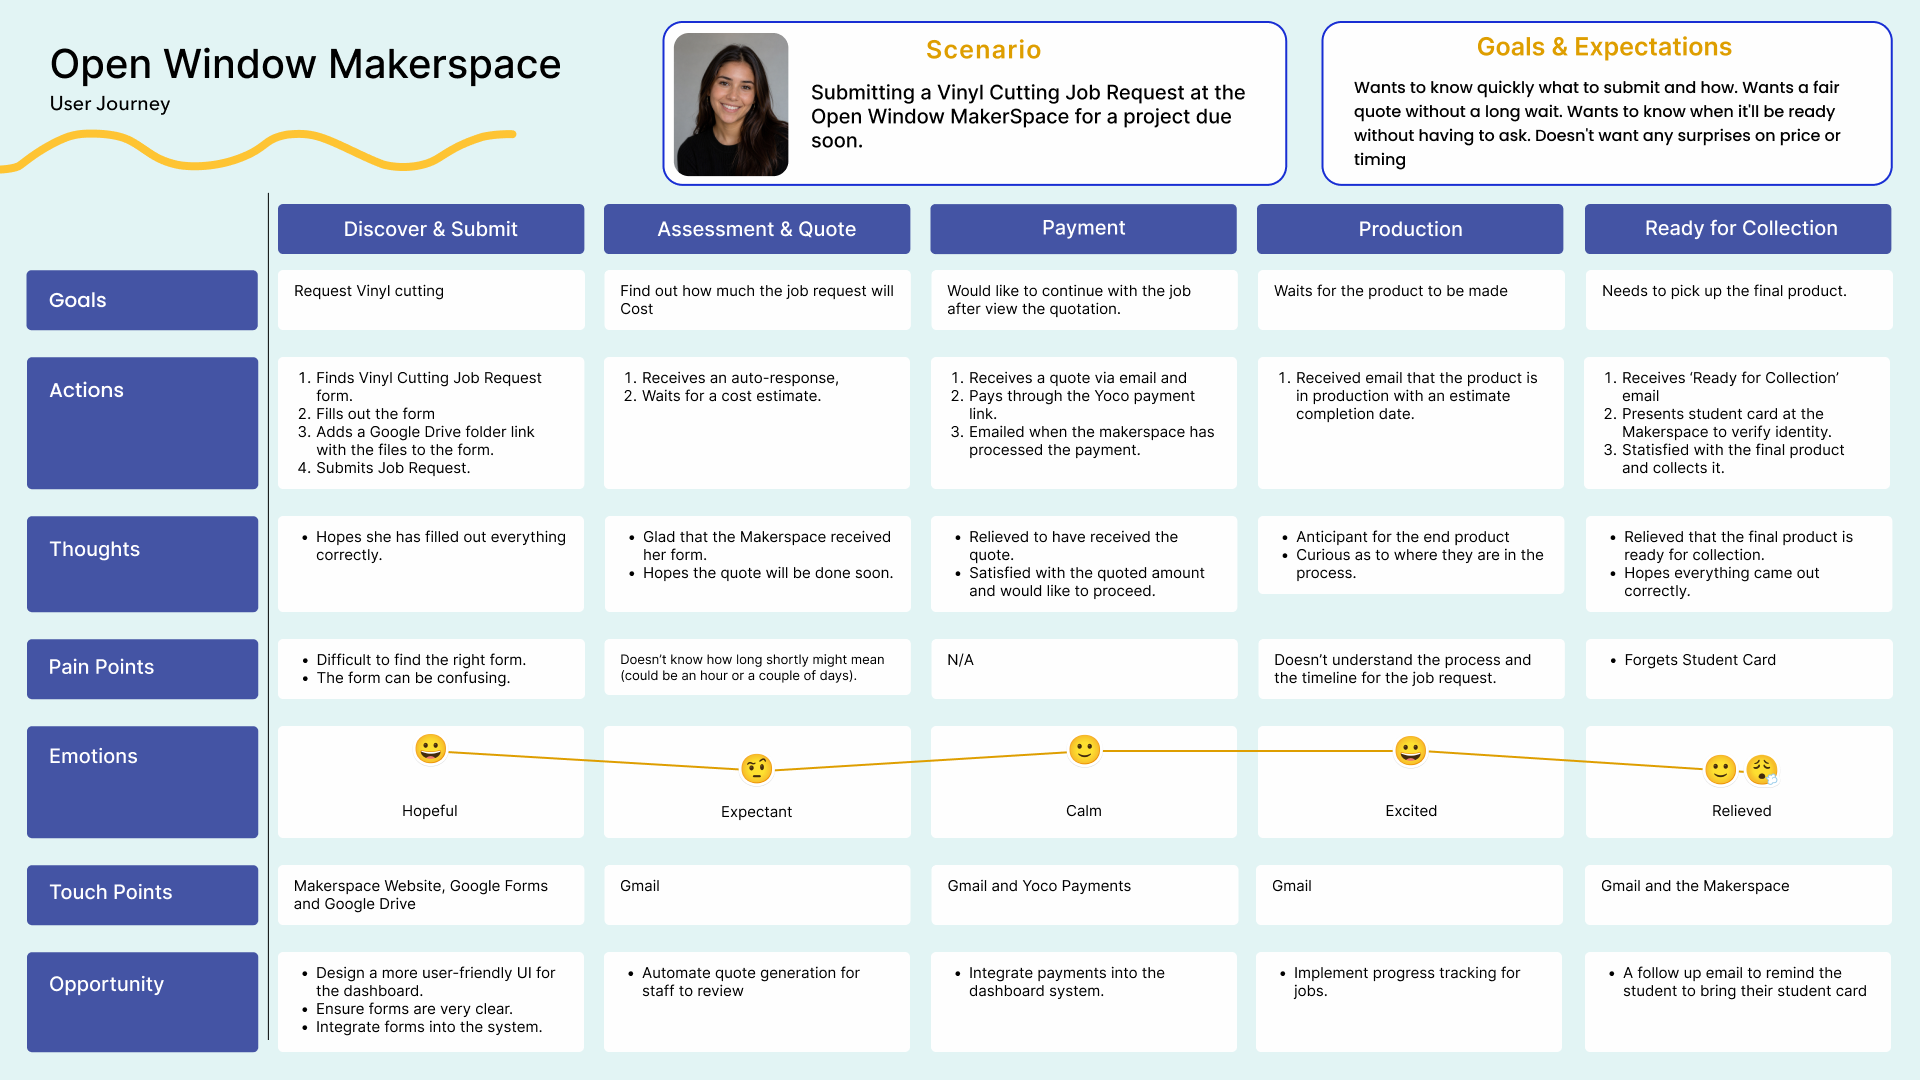 Open Window Makerspace
User Journey
Scenario
Submitting a Vinyl Cutting Job Request at the
Open Window MakerSpace for a project due
soon.
Goals & Expectations
Wants to know quickly what to submit and how. Wants a fair
quote without a long wait. Wants to know when it'll be ready
without having to ask. Doesn't want any surprises on price or
timing
Discover & Submit
Assessment & Quote
Payment
Production
Ready for Collection
Goals
Request Vinyl cutting
Find out how much the job request will
Cost
Would like to continue with the job
after view the quotation.
Waits for the product to be made
Needs to pick up the final product.
Actions
1. Finds Vinyl Cutting Job Request
form.
2. Fills out the form
3. Adds a Google Drive folder link
with the files to the form.
4. Submits Job Request.
1. Receives an auto-response,
2. Waits for a cost estimate.
1. Receives a quote via email and
2. Pays through the Yoco payment
link.
3. Emailed when the makerspace has
processed the payment.
1. Received email that the product is
in production with an estimate
completion date.
1. Receives ‘Ready for Collection’
email
2. Presents student card at the
Makerspace to verify identity.
3. Statisfied with the final product
and collects it.
Thoughts
• Hopes she has filled out everything
correctly.
• Glad that the Makerspace received
her form.
• Hopes the quote will be done soon.
• Relieved to have received the
quote.
• Satisfied with the quoted amount
and would like to proceed.
• Anticipant for the end product
• Curious as to where they are in the
process.
• Relieved that the final product is
ready for collection.
• Hopes everything came out
correctly.
Pain Points
• Difficult to find the right form.
• The form can be confusing.
Doesn’t know how long shortly might mean
(could be an hour or a couple of days).
N/A
Doesn’t understand the process and
the timeline for the job request.
• Forgets Student Card
Emotions
Hopeful
Expectant
Calm
Excited
Relieved
Touch Points
Makerspace Website, Google Forms
and Google Drive
Gmail
Gmail and Yoco Payments
Gmail
Gmail and the Makerspace
Opportunity
• Design a more user-friendly UI for
the dashboard.
• Ensure forms are very clear.
• Integrate forms into the system.
• Automate quote generation for
staff to review
• Integrate payments into the
dashboard system.
• Implement progress tracking for
jobs.
• A follow up email to remind the
student to bring their student card